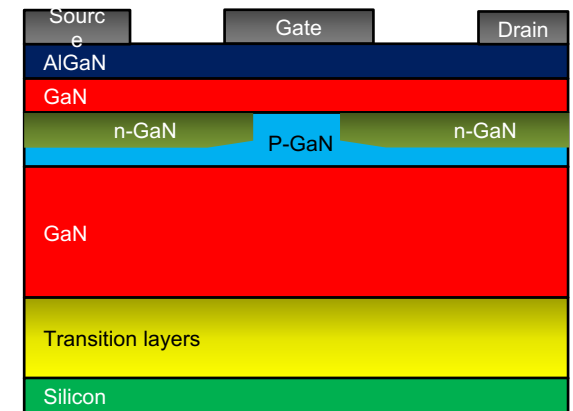 Sourc
e
Gate
Drain
AlGaN
GaN
n-GaN
P-GaN
n-GaN
GaN
Transition layers
Silicon